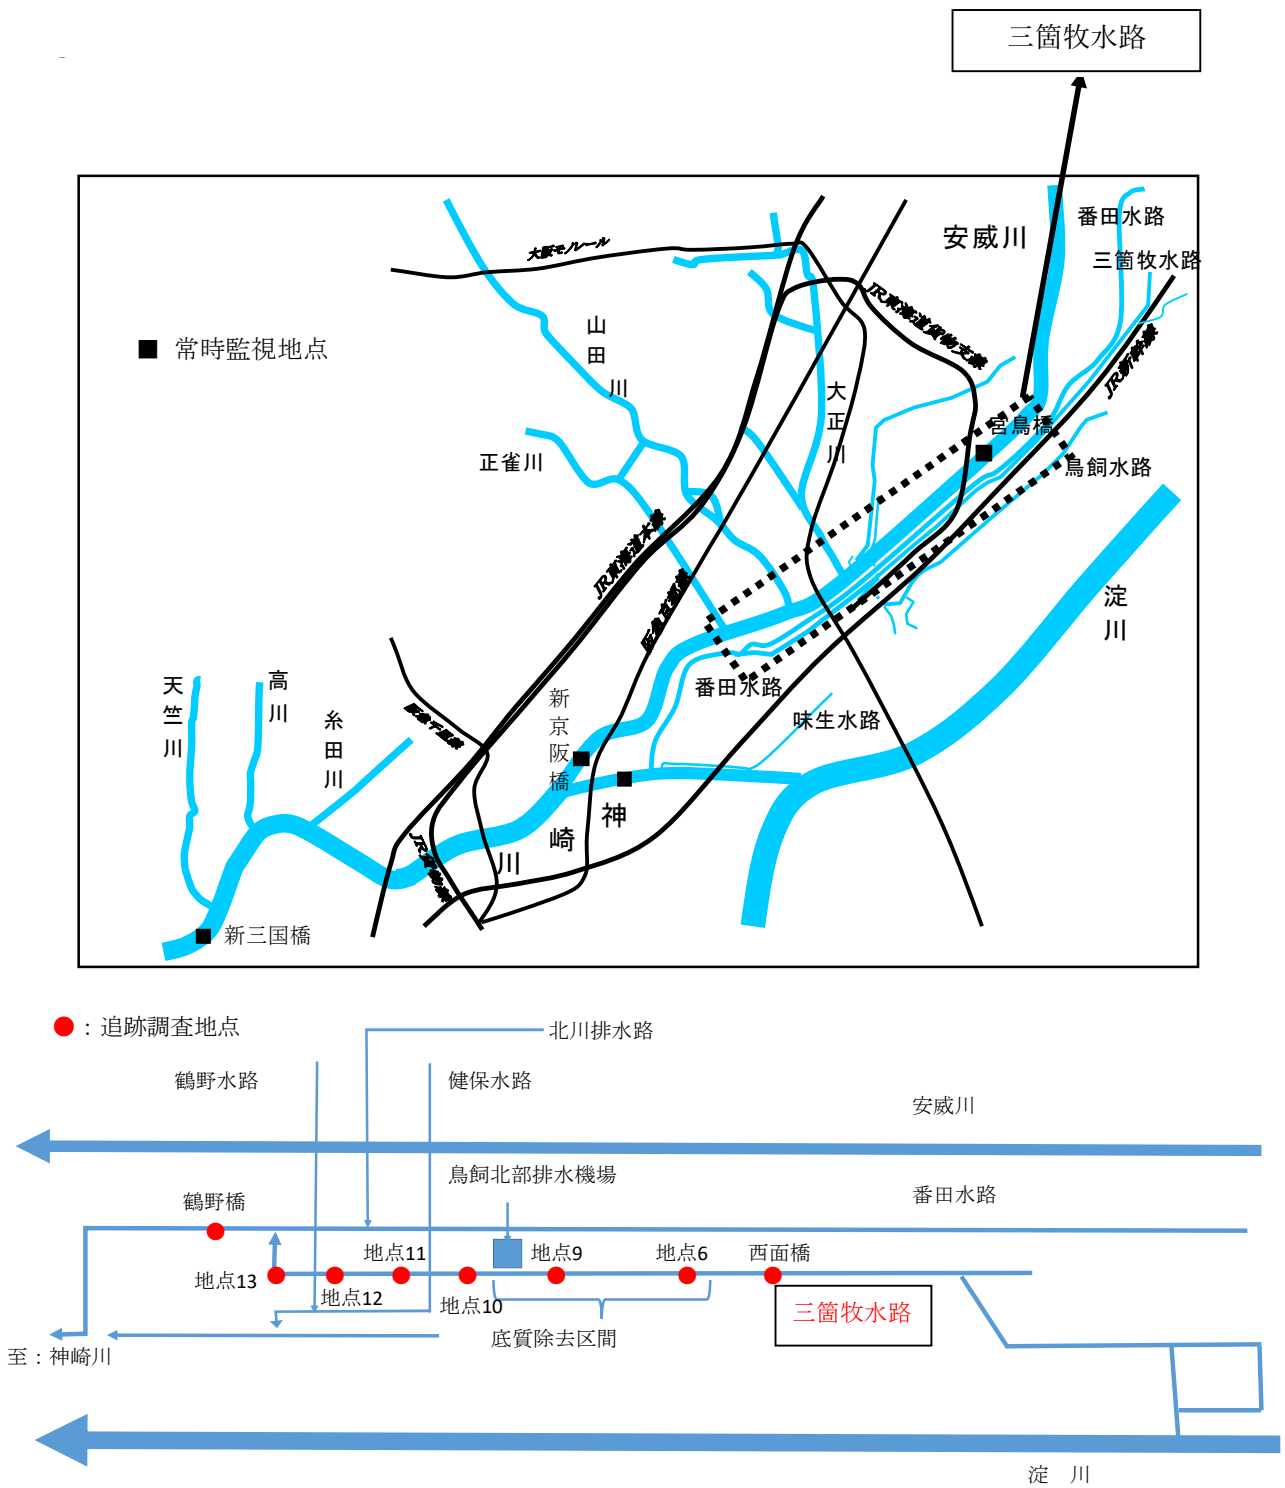 三箇牧水路
安威川
番田水路
三箇牧水路
大阪モノレール
JR東海道貨物支線
山田川
■ 常時監視地点
JR新幹線
大正川
宮鳥橋
正雀川
鳥飼水路
JR東海道本線
阪急京都線
淀川
天竺川
高川
糸田川
阪急千里線
新京阪橋
番田水路
味生水路
神崎川
JR貨物線
新三国橋
●：追跡調査地点
北川排水路
鶴野水路
健保水路
安威川
鳥飼北部排水機場
番田水路
鶴野橋
地点11
地点9
地点6
西面橋
地点13
地点12
地点10
三箇牧水路
底質除去区間
至：神崎川
淀　川